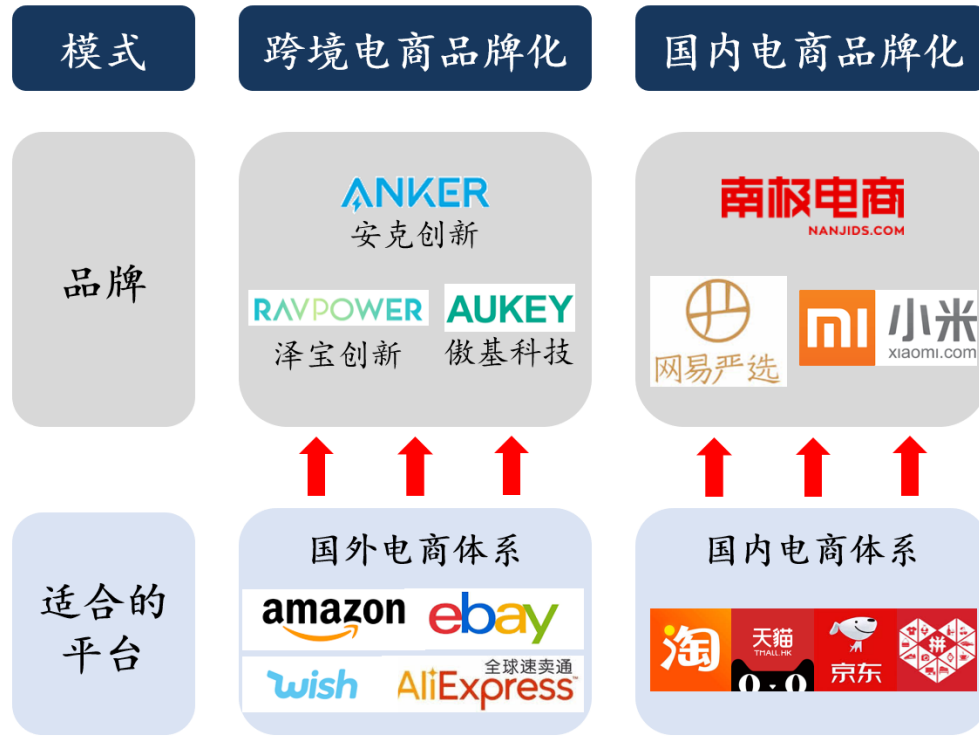 模式
跨境电商品牌化
国内电商品牌化
品牌
ANKER
安克创新
RAVPOWER
泽宝创新
AUKEY
傲基科技
南极电商
NANJIDS.COM
网易严选
mi
小米
xiaomi.com
适合的
平台
国外电商体系
amazon
ebay
wish
全球速卖通
AliExpress
国内电商体系
淘
天猫
TMALL.HK
京东
拼